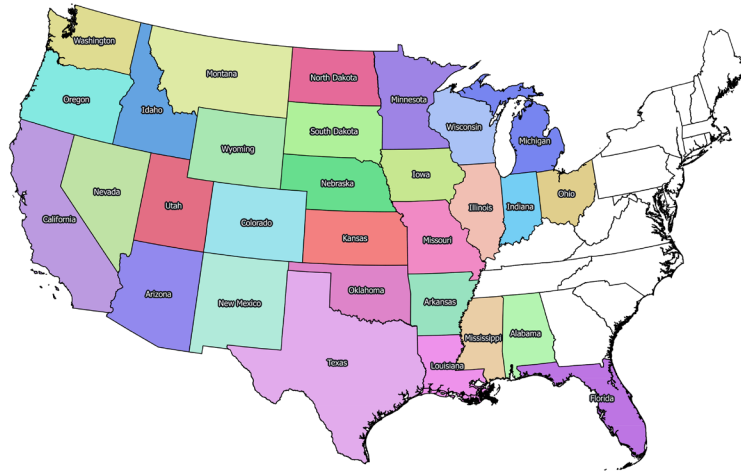 Washington
Montana
North Dakota
Minnesota
Oregon
Idaho
Wisconsin
Michigan
South Dakota
Wyoming
Iowa
Nebraska
Nevada
Ohio
Utah
Illinois
Indiana
California
Colorado
Kansas
Missouri
Arizona
Oklahoma
New Mexico
Arkansas
Alabama
Mississippi
Texas
Louisiana
Florida